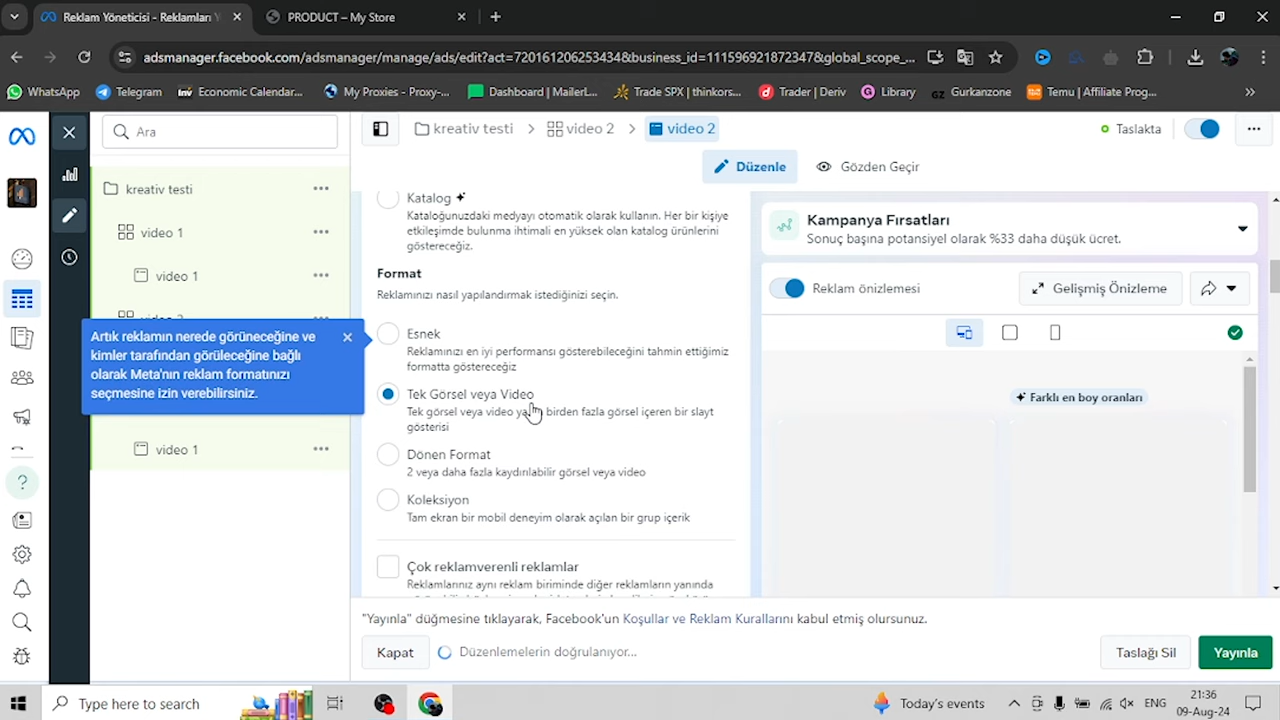 Reklam Yöneticisi - Reklamları Y
PRODUCT – My Store
adsmanager.facebook.com/adsmanager/manage/ads/edit?act=7201612062534​34&business_id=1115969218723​47&global_scope_...
WhatsApp
Telegram
Economic Calendar...
My Proxies - Proxy-...
Dashboard | MailerL...
Trade SPX | thinkors...
Trade | Deriv
Library
Gurkanzone
Temu | Affiliate Prog...
Ara
kreativ testi
video 2
video 2
Taslakta
Düzenle
Gözden Geçir
kreativ testi
video 1
video 1
Artık reklamın nerede görüneceğine ve
kimler tarafından görüleceğine bağlı
olarak Meta'nın reklam formatınızı
seçmesine izin verebilirsiniz.
video 1
Katalog
Kataloğunuzdaki medyayı otomatik olarak kullanın. Her bir kişiye
etkileşimde bulunma ihtimali en yüksek olan katalog ürünlerini
göstereceğiz.
Format
Reklamınızı nasıl yapılandırmak istediğinizi seçin.
Esnek
Reklamınızı en iyi performansı gösterebileceğini tahmin ettiğimiz
formatta göstereceğiz
Tek Görsel veya Video
Tek görsel veya video ya birden fazla görsel içeren bir slayt
gösterisi
Dönen Format
2 veya daha fazla kaydırılabilir görsel veya video
Koleksiyon
Tam ekran bir mobil deneyim olarak açılan bir grup içerik
Çok reklamverenli reklamlar
Reklamlarınız aynı reklam biriminde diğer reklamların yanında
Kampanya Fırsatları
Sonuç başına potansiyel olarak %33 daha düşük ücret.
Reklam önizlemesi
Gelişmiş Önizleme
Farklı en boy oranları
"Yayınla" düğmesine tıklayarak, Facebook'un Koşullar ve Reklam Kurallarını kabul etmiş olursunuz.
Kapat
Düzenlemelerin doğrulanıyor...
Taslağı Sil
Yayınla
Type here to search
Today's events
ENG
21:36
09-Aug-24